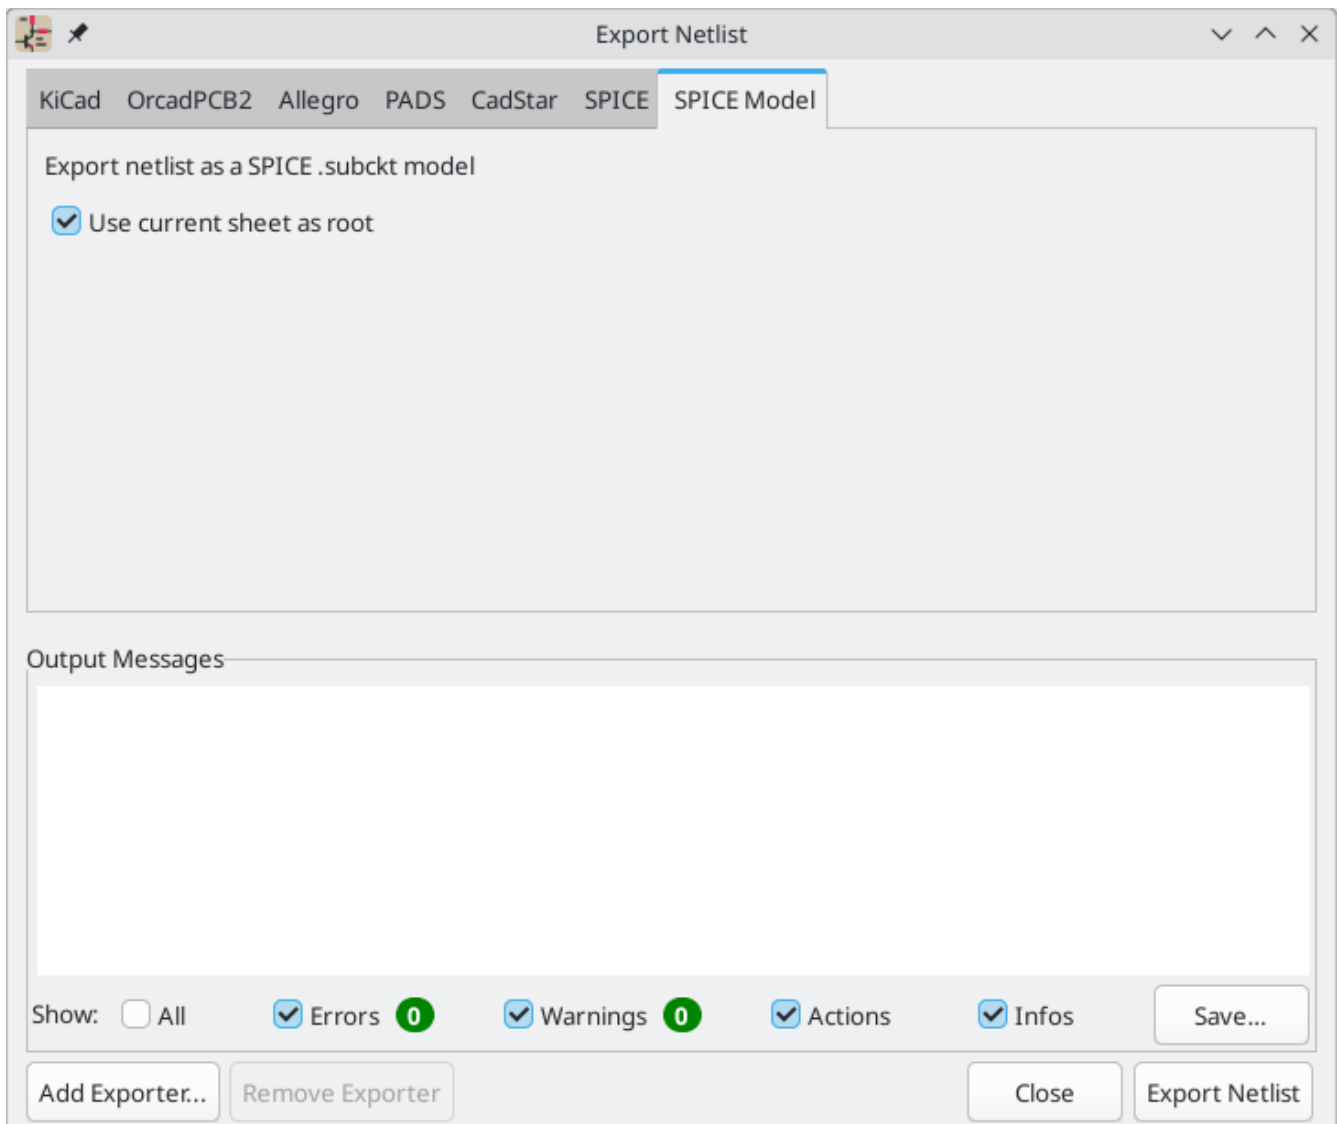 Export Netlist
KiCad OrcadPCB2 Allegro PADS CadStar SPICE SPICE Model
Export netlist as a SPICE .subckt model
Use current sheet as root
Output Messages
Show: All Errors 0 Warnings 0 Actions Infos Save...
Add Exporter... Remove Exporter Close Export Netlist